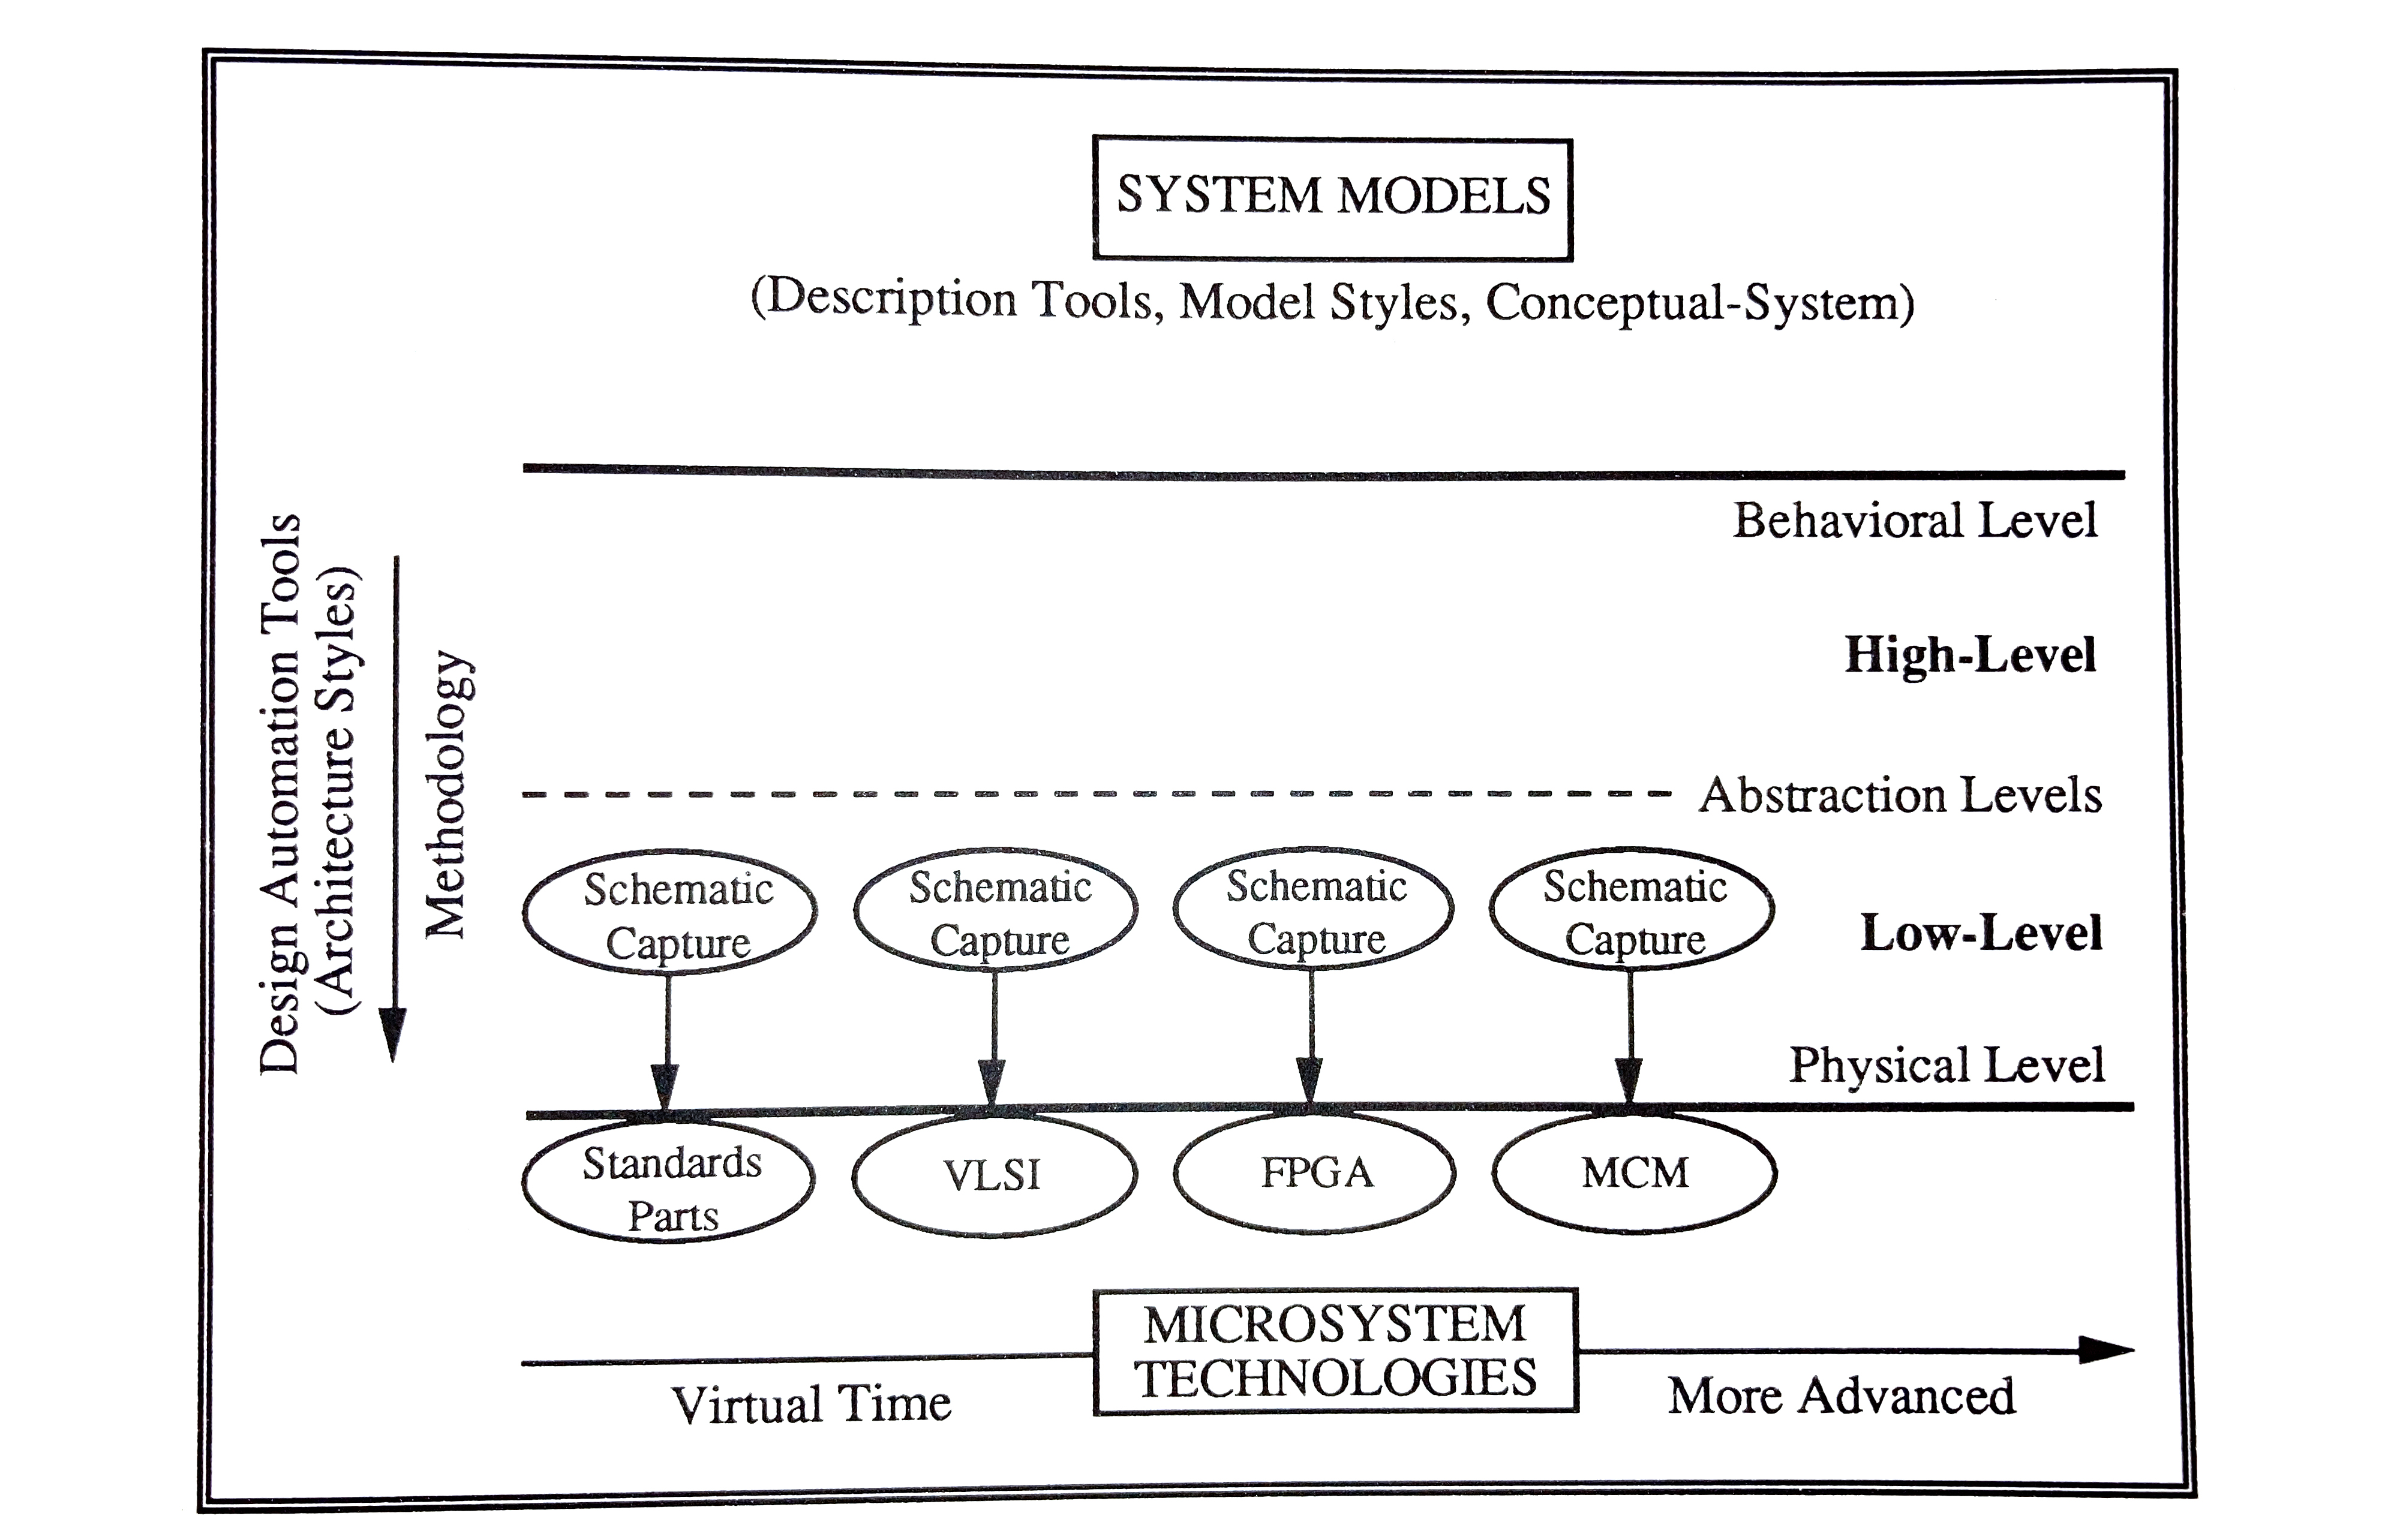 SYSTEM MODELS
(Description Tools, Model Styles, Conceptual-System)
Behavioral Level
High-Level
Design Automation Tools
(Architecture Styles)
Methodology
Abstraction Levels
Schematic
Capture
Schematic
Capture
Schematic
Capture
Schematic
Capture
Low-Level
Physical Level
Standards
Parts
VLSI
FPGA
MCM
MICROSYSTEM
TECHNOLOGIES
Virtual Time
More Advanced